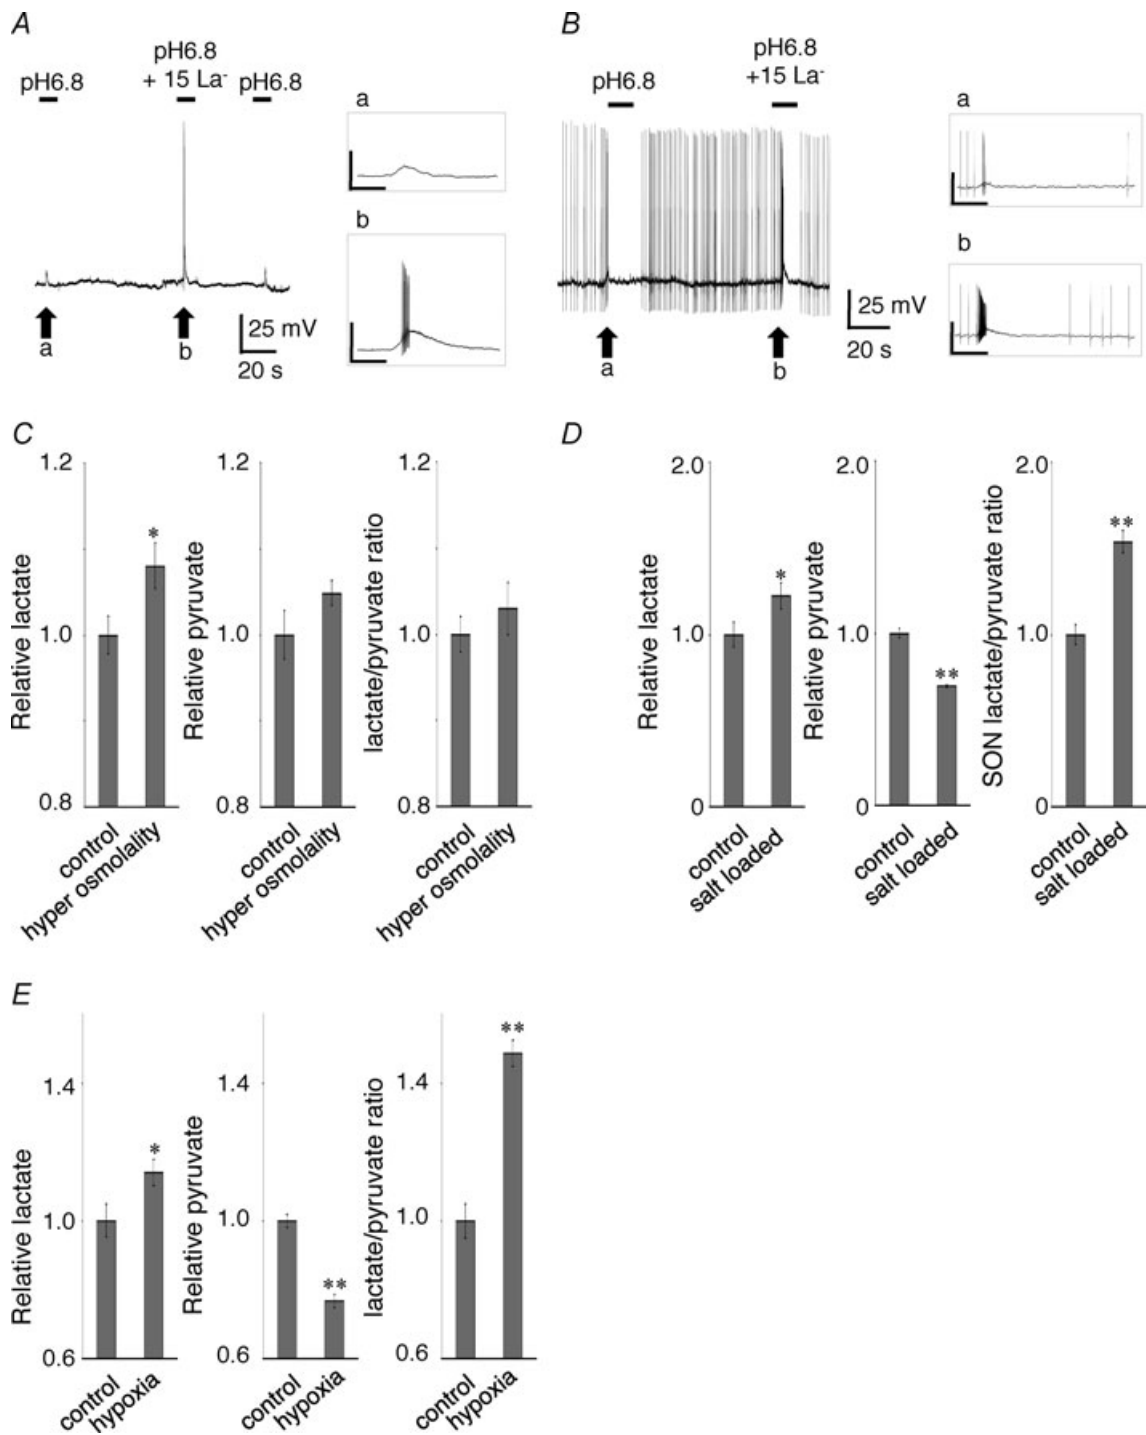 A
pH6.8
pH6.8
+ 15 La-
pH6.8
a
b
25 mV
20 s
a
b
B
pH6.8
pH6.8
+15 La-
a
b
25 mV
20 s
a
b
C
Relative lactate
1.2
1.0
0.8
control
hyper osmolality
*
Relative pyruvate
1.2
1.0
0.8
control
hyper osmolality
lactate/pyruvate ratio
1.2
1.0
0.8
control
hyper osmolality
D
Relative lactate
2.0
1.0
0
*
control
salt loaded
Relative pyruvate
2.0
1.0
0
**
control
salt loaded
SON lactate/pyruvate ratio
2.0
1.0
0
**
control
salt loaded
E
Relative lactate
1.4
1.0
0.6
*
control
hypoxia
Relative pyruvate
1.4
1.0
0.6
**
control
hypoxia
lactate/pyruvate ratio
1.4
1.0
0.6
**
control
hypoxia